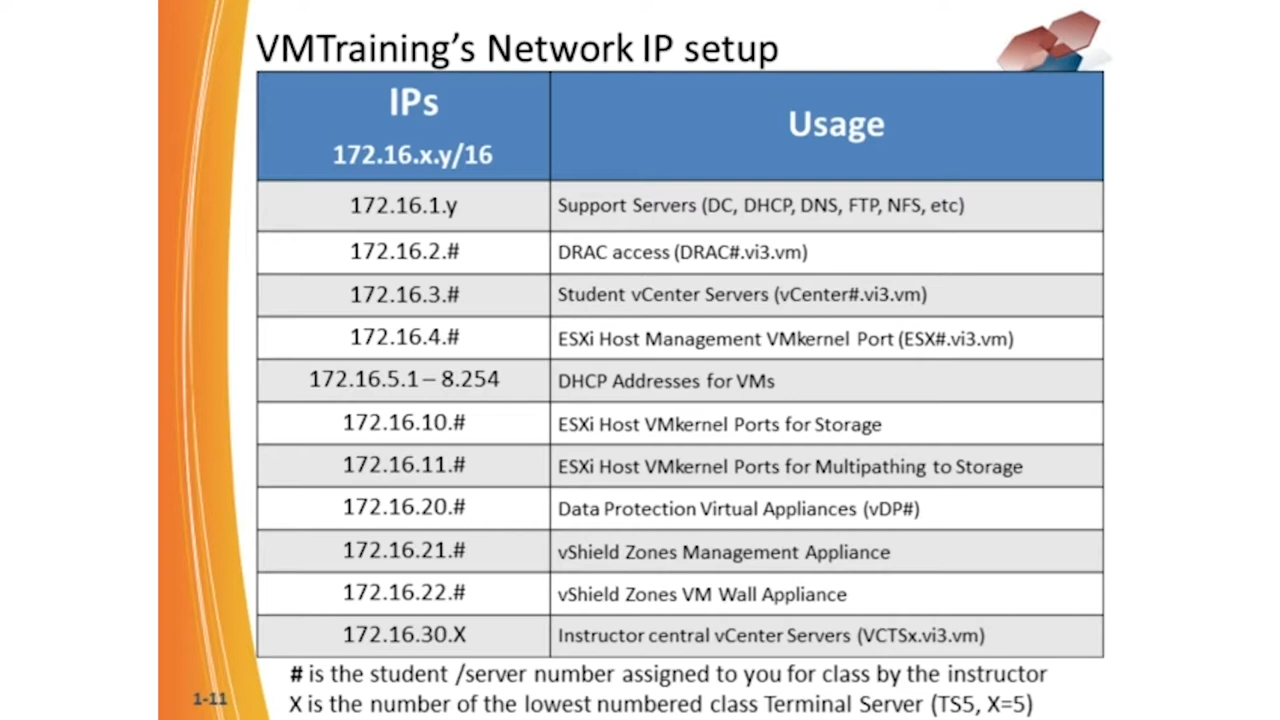 VMTraining's Network IP setup
IPs
172.16.x.y/16
Usage
172.16.1.y Support Servers (DC, DHCP, DNS, FTP, NFS, etc)
172.16.2.# DRAC access (DRAC#.vi3.vm)
172.16.3.# Student vCenter Servers (vCenter#.vi3.vm)
172.16.4.# ESXi Host Management VMkernel Port (ESX#.vi3.vm)
172.16.5.1 – 8.254 DHCP Addresses for VMs
172.16.10.# ESXi Host VMkernel Ports for Storage
172.16.11.# ESXi Host VMkernel Ports for Multipathing to Storage
172.16.20.# Data Protection Virtual Appliances (vDP#)
172.16.21.# vShield Zones Management Appliance
172.16.22.# vShield Zones VM Wall Appliance
172.16.30.X Instructor central vCenter Servers (VCTSx.vi3.vm)
# is the student /server number assigned to you for class by the instructor
1-11
X is the number of the lowest numbered class Terminal Server (TS5, X=5)